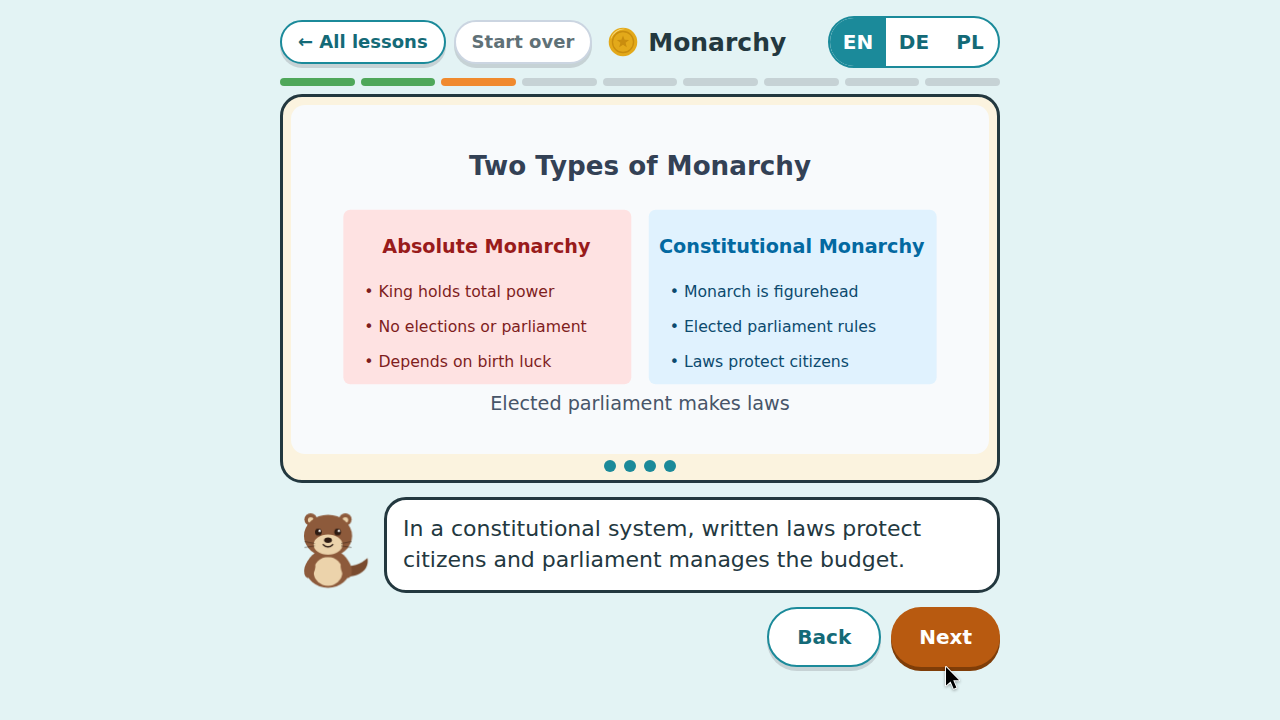 ← All lessons
Start over
Monarchy
EN DE PL
Two Types of Monarchy
Absolute Monarchy
• King holds total power
• No elections or parliament
• Depends on birth luck
Constitutional Monarchy
• Monarch is figurehead
• Elected parliament rules
• Laws protect citizens
Elected parliament makes laws
In a constitutional system, written laws protect
citizens and parliament manages the budget.
Back
Next